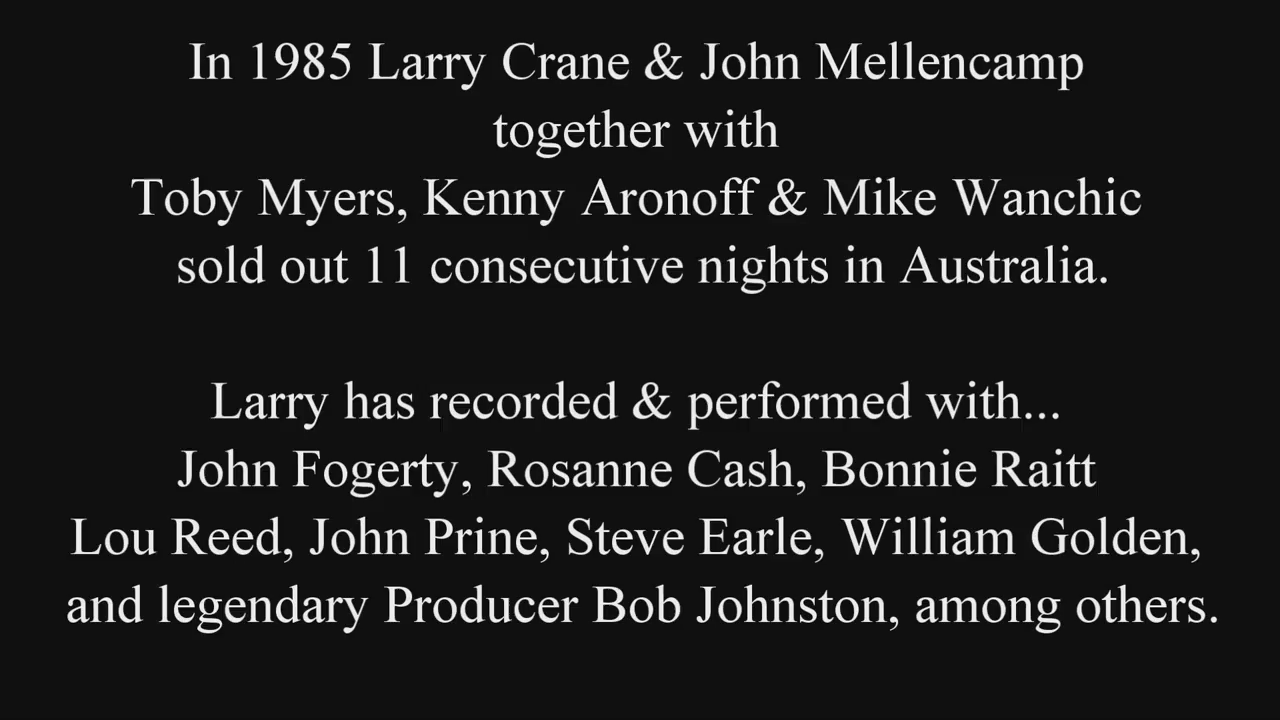 In 1985 Larry Crane & John Mellencamp
together with
Toby Myers, Kenny Aronoff & Mike Wanchic
sold out 11 consecutive nights in Australia.
Larry has recorded & performed with...
John Fogerty, Rosanne Cash, Bonnie Raitt
Lou Reed, John Prine, Steve Earle, William Golden,
and legendary Producer Bob Johnston, among others.